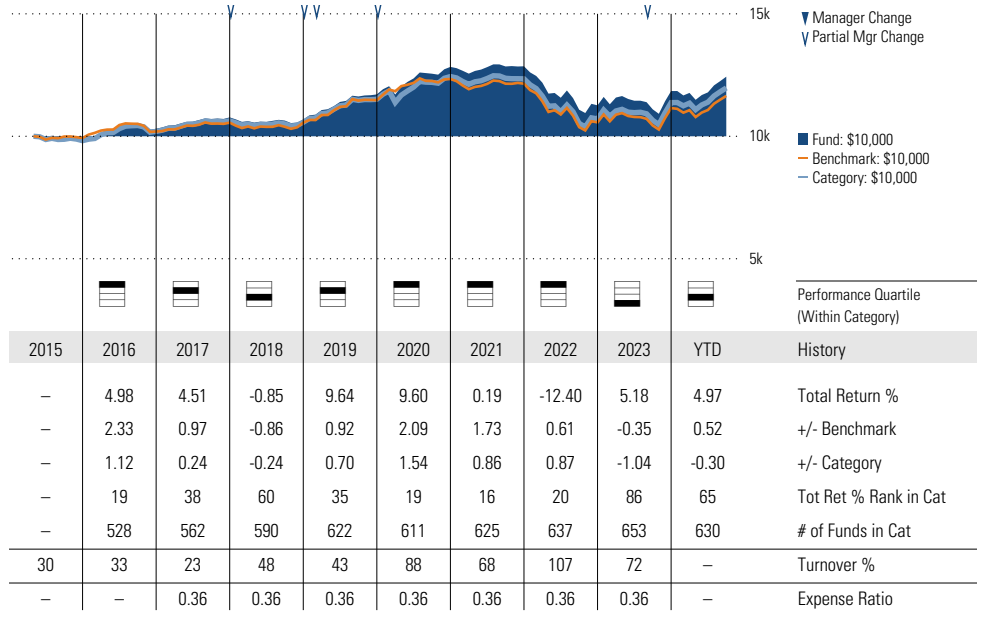 15k
▼ Manager Change
∨ Partial Mgr Change
10k
Fund: $10,000
Benchmark: $10,000
Category: $10,000
5k
Performance Quartile
(Within Category)
2015 2016 2017 2018 2019 2020 2021 2022 2023 YTD History
– 4.98 4.51 -0.85 9.64 9.60 0.19 -12.40 5.18 4.97 Total Return %
– 2.33 0.97 -0.86 0.92 2.09 1.73 0.61 -0.35 0.52 +/- Benchmark
– 1.12 0.24 -0.24 0.70 1.54 0.86 0.87 -1.04 -0.30 +/- Category
– 19 38 60 35 19 16 20 86 65 Tot Ret % Rank in Cat
– 528 562 590 622 611 625 637 653 630 # of Funds in Cat
30 33 23 48 43 88 68 107 72 – Turnover %
– – 0.36 0.36 0.36 0.36 0.36 0.36 0.36 – Expense Ratio